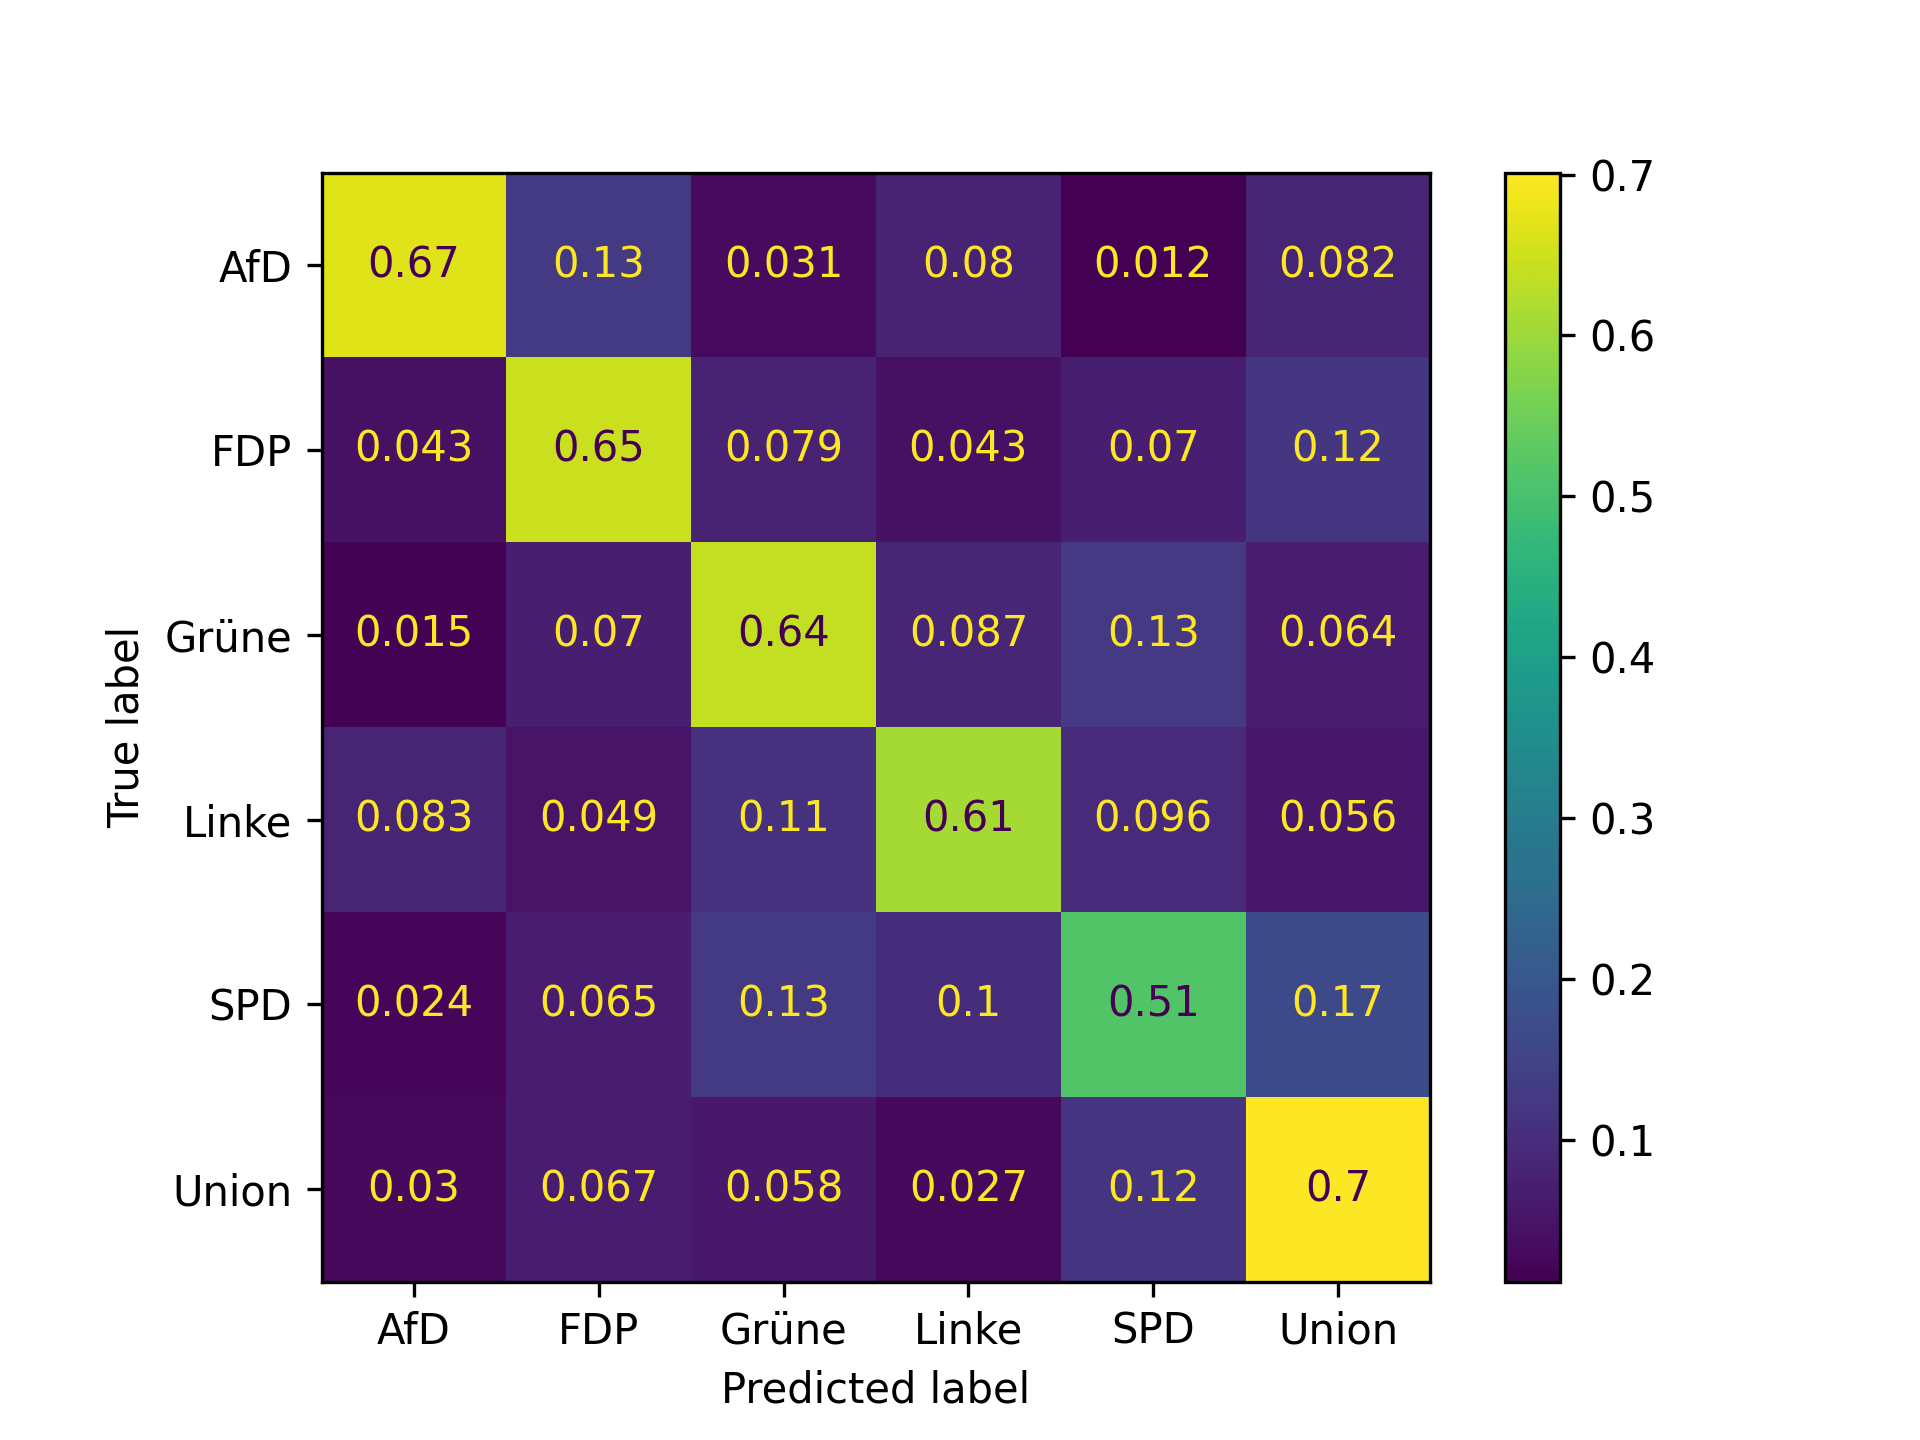 AfD 0.67 0.13 0.031 0.08 0.012 0.082
FDP 0.043 0.65 0.079 0.043 0.07 0.12
Grüne 0.015 0.07 0.64 0.087 0.13 0.064
Linke 0.083 0.049 0.11 0.61 0.096 0.056
SPD 0.024 0.065 0.13 0.1 0.51 0.17
Union 0.03 0.067 0.058 0.027 0.12 0.7
AfD FDP Grüne Linke SPD Union
Predicted label
True label
0.7
0.6
0.5
0.4
0.3
0.2
0.1